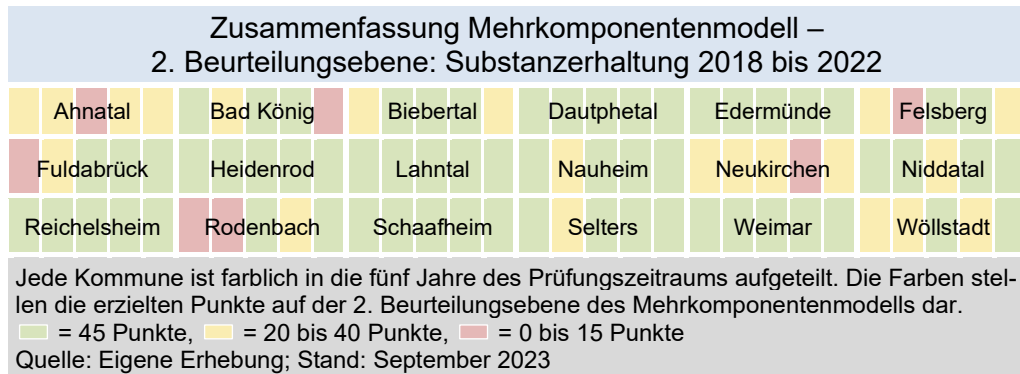 Zusammenfassung Mehrkomponentenmodell –
2. Beurteilungsebene: Substanzerhaltung 2018 bis 2022
Ahnatal Bad König Biebertal Dautphetal Edermünde Felsberg
Fuldabrück Heidenrod Lahntal Nauheim Neukirchen Niddatal
Reichelsheim Rodenbach Schaafheim Selters Weimar Wöllstadt
Jede Kommune ist farblich in die fünf Jahre des Prüfungszeitraums aufgeteilt. Die Farben stel-
len die erzielten Punkte auf der 2. Beurteilungsebene des Mehrkomponentenmodells dar.
= 45 Punkte, = 20 bis 40 Punkte, = 0 bis 15 Punkte
Quelle: Eigene Erhebung; Stand: September 2023